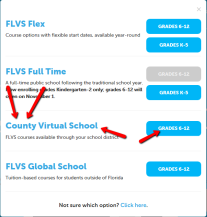 ×
FLVS Flex
GRADES 6-12
Course options with flexible start dates, available year-round
GRADES K-5
FLVS Full Time
GRADES 6-12
A full-time public school following the traditional school year
Now enrolling grades Kindergarten-2 only; grades 6-12 will
open on November 1.
GRADES K-5
County Virtual School
GRADES 6-12
FLVS courses available through your school district
FLVS Global School
GRADES 6-12
Tuition-based courses for students outside of Florida
Not sure which option? Click here.